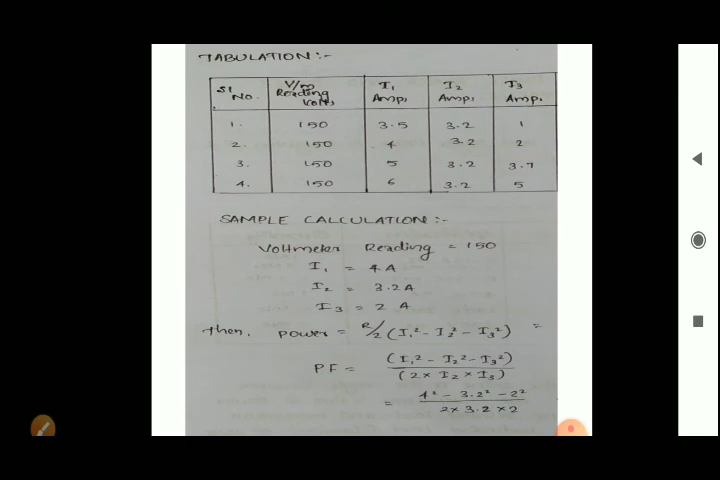 TABULATION :-
Sl No. V/m Reading Volts I₁ Amp. I₂ Amp. I₃ Amp.
1. 150 3.5 3.2 1
2. 150 4 3.2 2
3. 150 5 3.2 3.7
4. 150 6 3.2 5
SAMPLE CALCULATION :-
Voltmeter Reading = 150
I₁ = 4A
I₂ = 3.2A
I₃ = 2 A
Then, Power = R/2 (I₁² - I₂² - I₃²) =
PF = (I₁² - I₂² - I₃²) / (2 × I₂ × I₃)
= 4² - 3.2² - 2² / 2 × 3.2 × 2